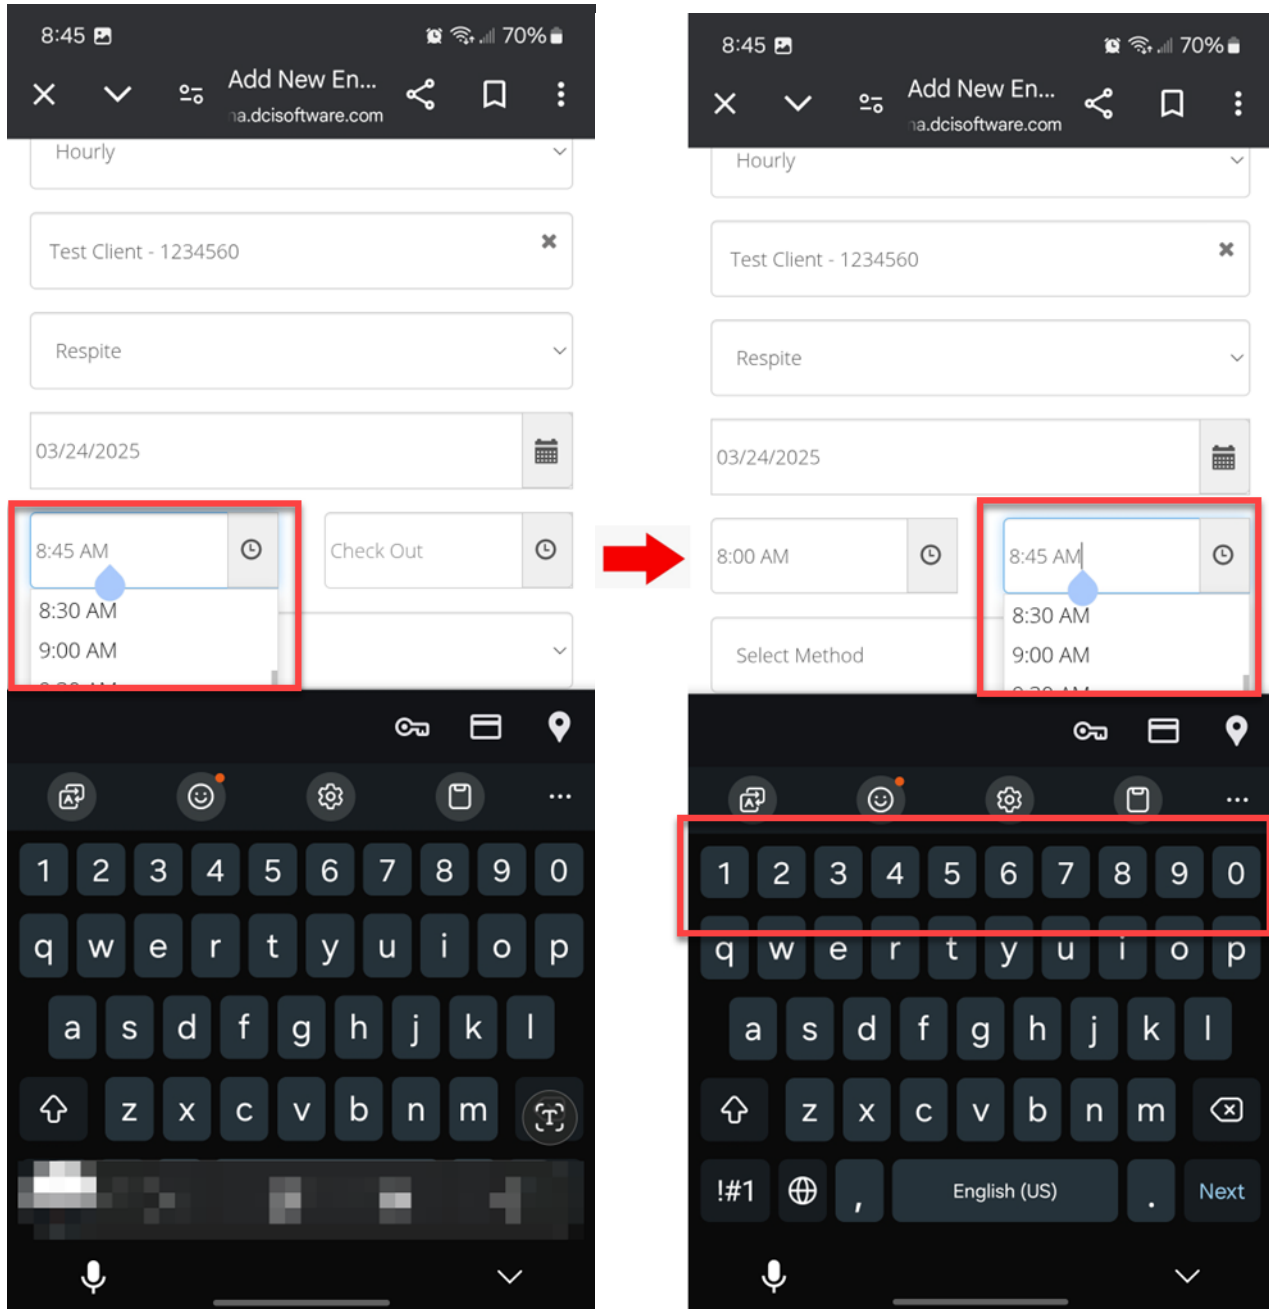 8:45 70%
Add New En...
na.dcisoftware.com
Hourly
Test Client - 1234560
Respite
03/24/2025
8:45 AM Check Out
8:30 AM
9:00 AM
1 2 3 4 5 6 7 8 9 0
q w e r t y u i o p
a s d f g h j k l
z x c v b n m
8:45 70%
Add New En...
na.dcisoftware.com
Hourly
Test Client - 1234560
Respite
03/24/2025
8:00 AM 8:45 AM
8:30 AM
Select Method 9:00 AM
1 2 3 4 5 6 7 8 9 0
q w e r t y u i o p
a s d f g h j k l
z x c v b n m
!#1 , English (US) . Next